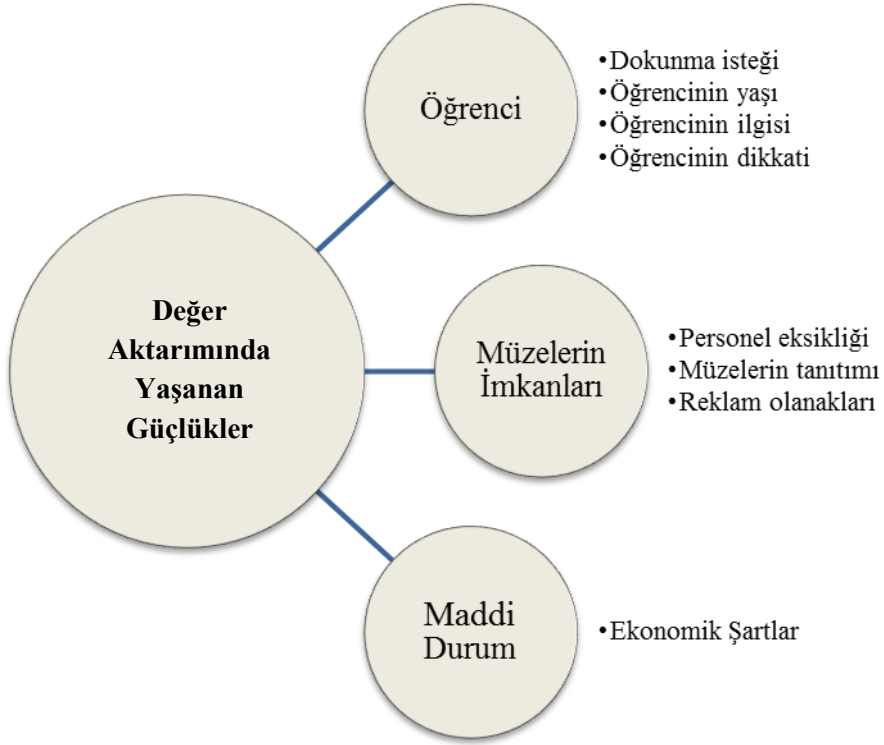 Değer
Aktarımında
Yaşanan
Güçlükler
Öğrenci
•Dokunma isteği
•Öğrencinin yaşı
•Öğrencinin ilgisi
•Öğrencinin dikkati
Müzelerin
İmkanları
•Personel eksikliği
•Müzelerin tanıtımı
•Reklam olanakları
Maddi
Durum
•Ekonomik Şartlar